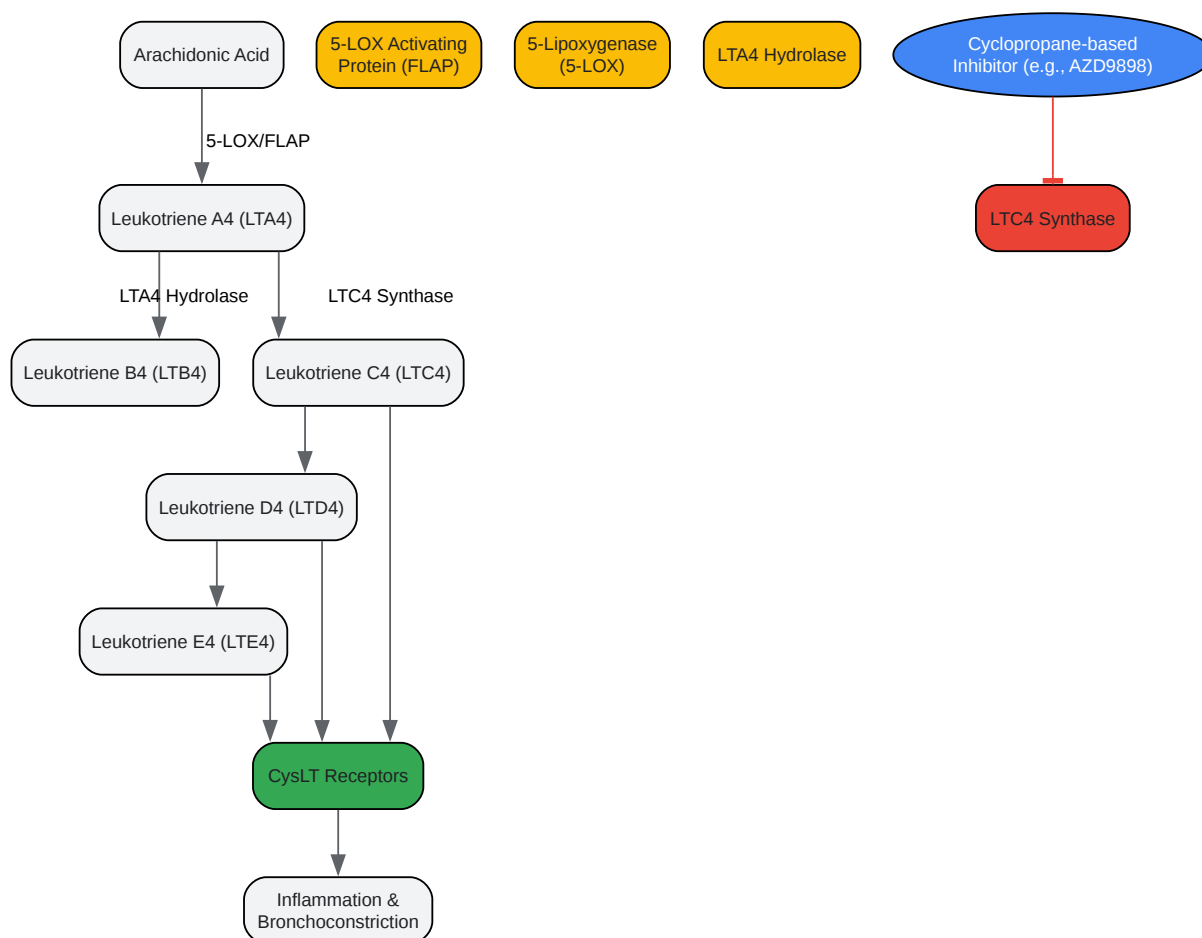 Arachidonic Acid
5-LOX Activating
Protein (FLAP)
5-Lipoxygenase
(5-LOX)
LTA4 Hydrolase
Cyclopropane-based
Inhibitor (e.g., AZD9898)
5-LOX/FLAP
Leukotriene A4 (LTA4)
LTC4 Synthase
LTA4 Hydrolase
LTC4 Synthase
Leukotriene B4 (LTB4)
Leukotriene C4 (LTC4)
Leukotriene D4 (LTD4)
Leukotriene E4 (LTE4)
CysLT Receptors
Inflammation &
Bronchoconstriction